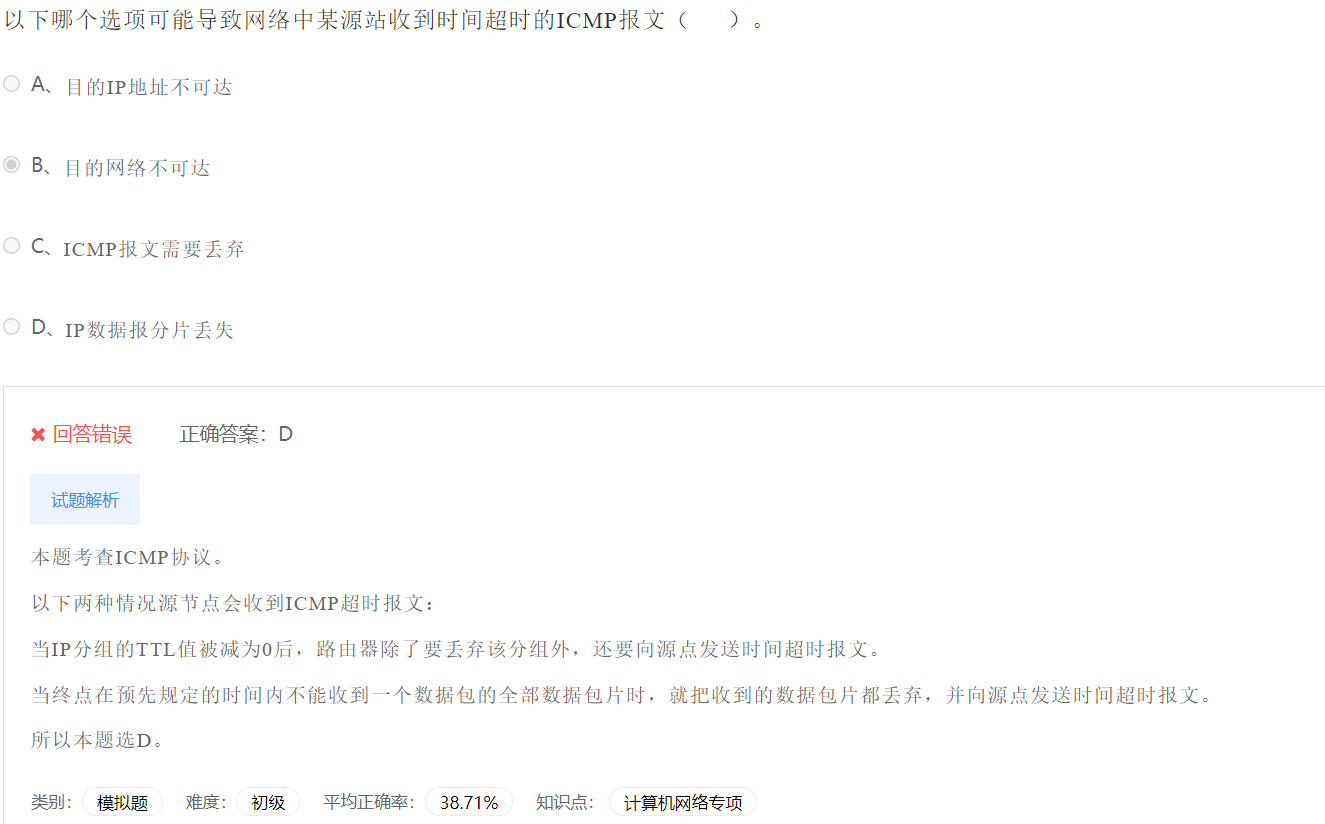 以下哪个选项可能导致网络中某源站收到时间超时的ICMP报文（　　）。
A、目的IP地址不可达
B、目的网络不可达
C、ICMP报文需要丢弃
D、IP数据报分片丢失
✖ 回答错误 正确答案：D
试题解析
本题考查ICMP协议。
以下两种情况源节点会收到ICMP超时报文：
当IP分组的TTL值被减为0后，路由器除了要丢弃该分组外，还要向源点发送时间超时报文。
当终点在预先规定的时间内不能收到一个数据包的全部数据包片时，就把收到的数据包片都丢弃，并向源点发送时间超时报文。
所以本题选D。
类别： 模拟题 难度： 初级 平均正确率： 38.71% 知识点： 计算机网络专项